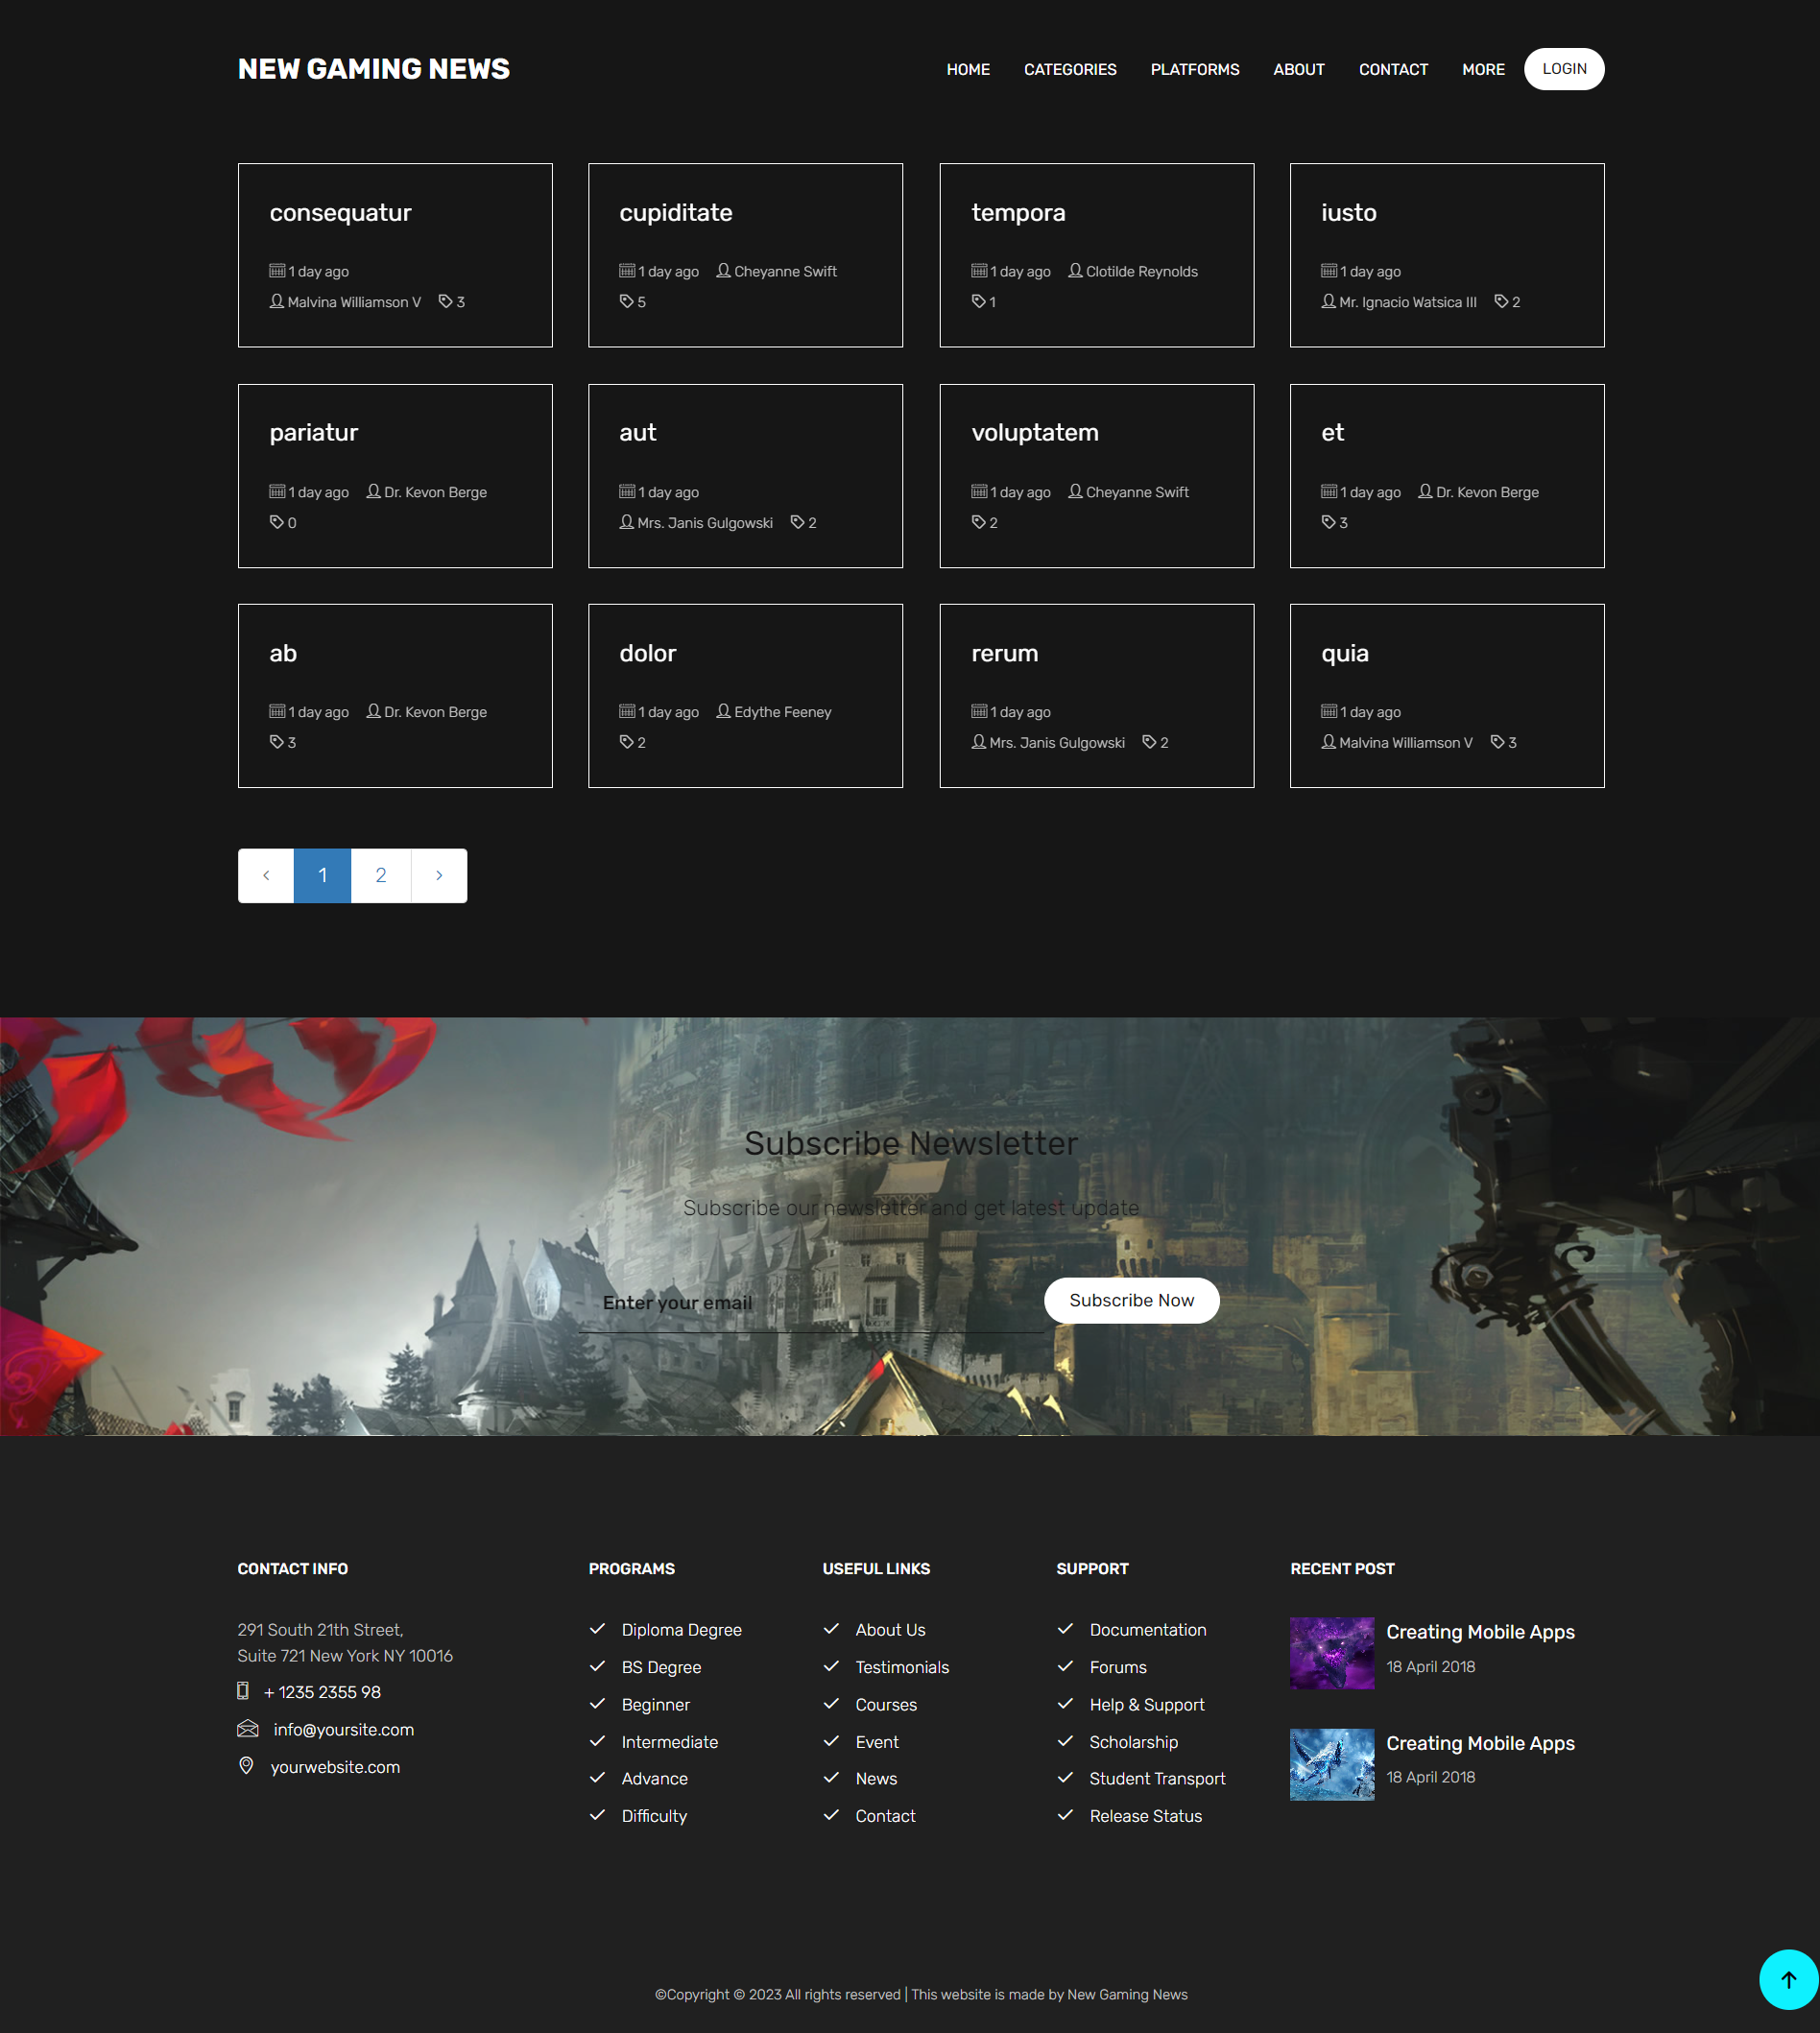 NEW GAMING NEWS
HOME CATEGORIES PLATFORMS ABOUT CONTACT MORE LOGIN
consequatur
1 day ago
Malvina Williamson V 3
cupiditate
1 day ago Cheyanne Swift
5
tempora
1 day ago Clotilde Reynolds
1
iusto
1 day ago
Mr. Ignacio Watsica III 2
pariatur
1 day ago Dr. Kevon Berge
0
aut
1 day ago
Mrs. Janis Gulgowski 2
voluptatem
1 day ago Cheyanne Swift
2
et
1 day ago Dr. Kevon Berge
3
ab
1 day ago Dr. Kevon Berge
3
dolor
1 day ago Edythe Feeney
2
rerum
1 day ago
Mrs. Janis Gulgowski 2
quia
1 day ago
Malvina Williamson V 3
‹ 1 2 ›
Subscribe Newsletter
Subscribe our newsletter and get latest update
Enter your email
Subscribe Now
CONTACT INFO
291 South 21th Street,
Suite 721 New York NY 10016
+ 1235 2355 98
info@yoursite.com
yourwebsite.com
PROGRAMS
Diploma Degree
BS Degree
Beginner
Intermediate
Advance
Difficulty
USEFUL LINKS
About Us
Testimonials
Courses
Event
News
Contact
SUPPORT
Documentation
Forums
Help & Support
Scholarship
Student Transport
Release Status
RECENT POST
Creating Mobile Apps
18 April 2018
Creating Mobile Apps
18 April 2018
©Copyright © 2023 All rights reserved | This website is made by New Gaming News